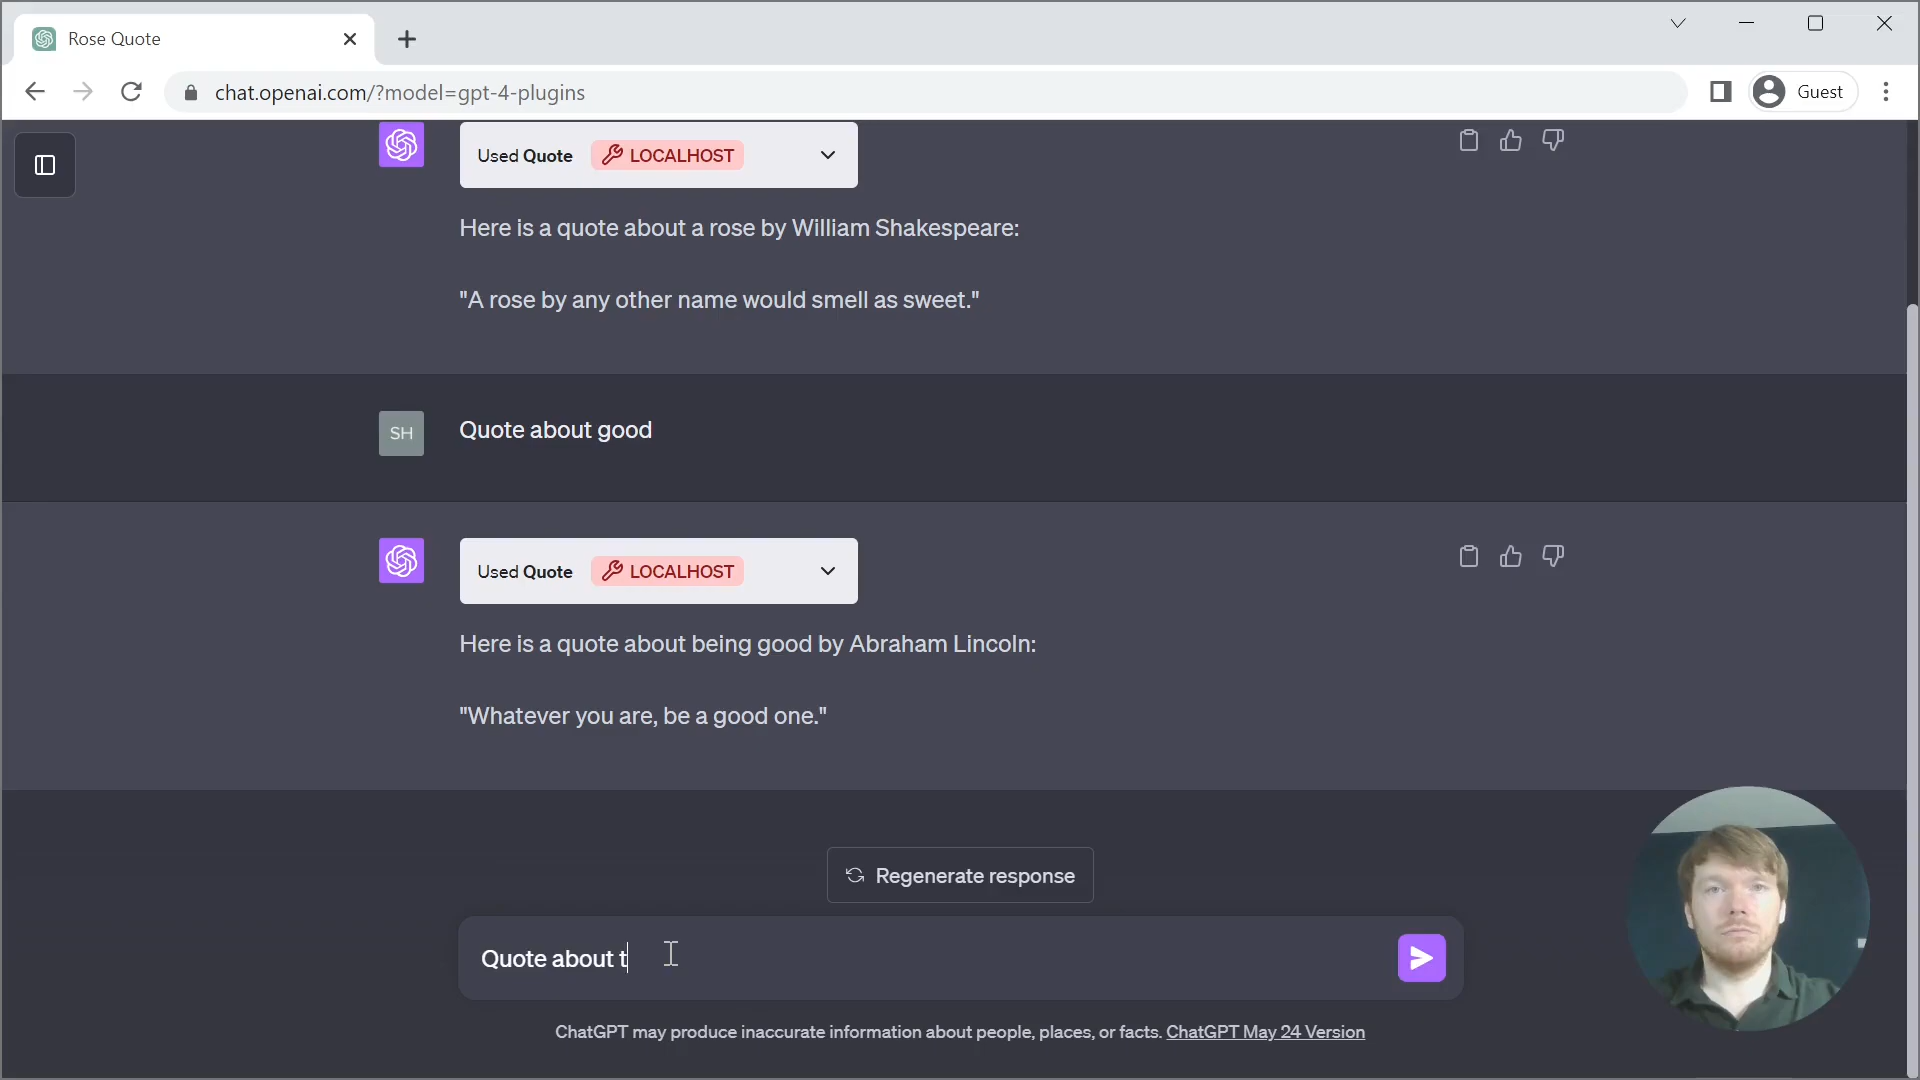 Rose Quote
chat.openai.com/?model=gpt-4-plugins
Guest
Used Quote LOCALHOST
Here is a quote about a rose by William Shakespeare:
"A rose by any other name would smell as sweet."
SH
Quote about good
Used Quote LOCALHOST
Here is a quote about being good by Abraham Lincoln:
"Whatever you are, be a good one."
Regenerate response
Quote about t
ChatGPT may produce inaccurate information about people, places, or facts. ChatGPT May 24 Version